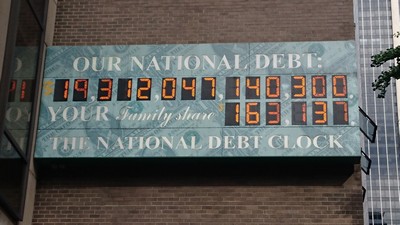 OUR NATIONAL DEBT:
19,312,047,140,300
YOUR Family share 163,137
THE NATIONAL DEBT CLOCK